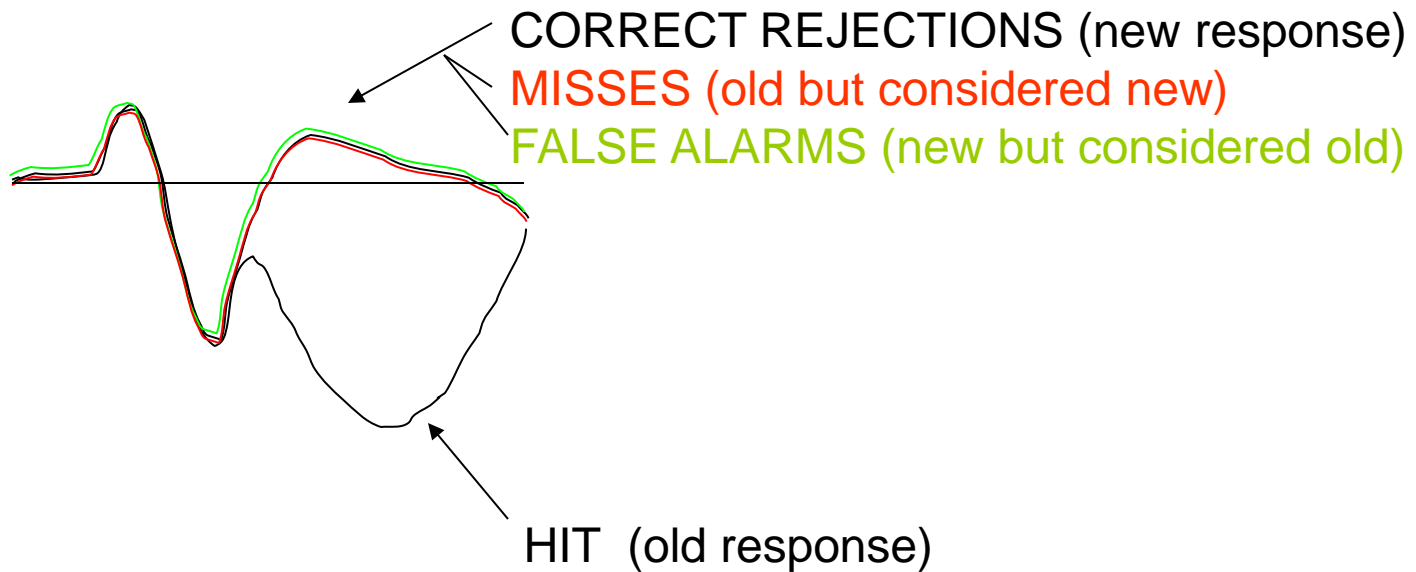 CORRECT REJECTIONS (new response)
MISSES (old but considered new)
FALSE ALARMS (new but considered old)
HIT (old response)